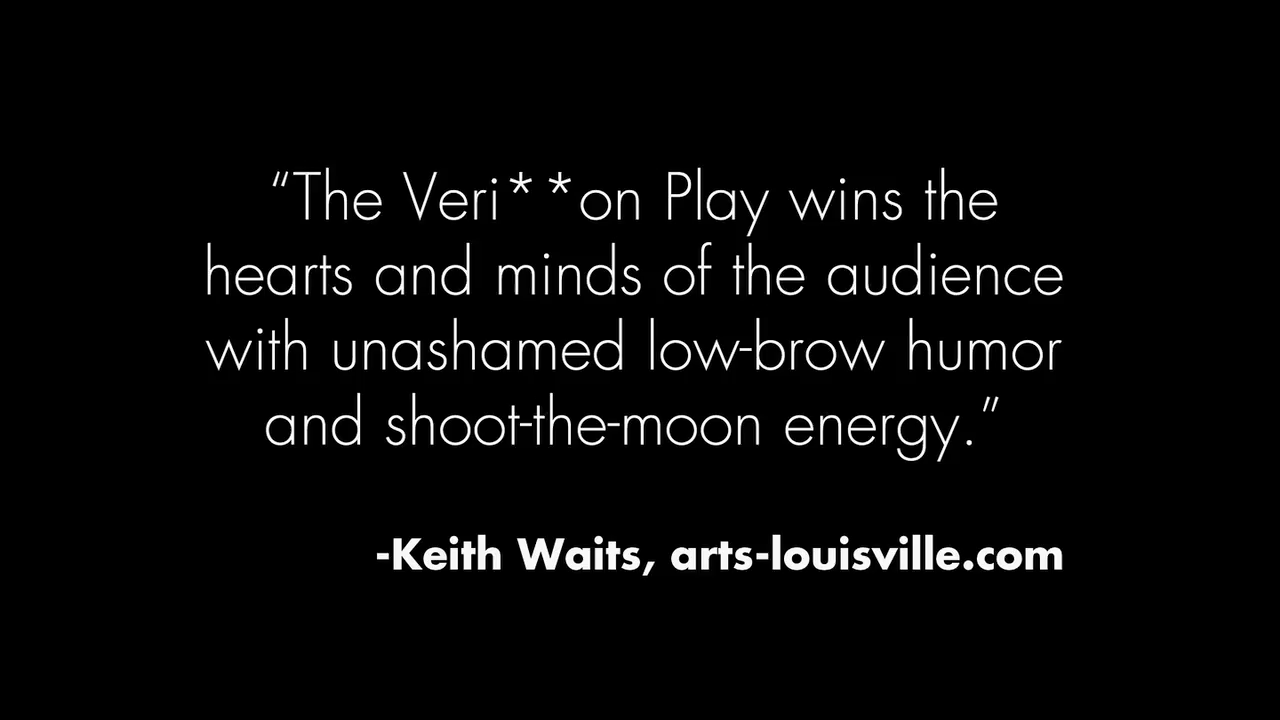 “The Veri**on Play wins the
hearts and minds of the audience
with unashamed low-brow humor
and shoot-the-moon energy.”
-Keith Waits, arts-louisville.com